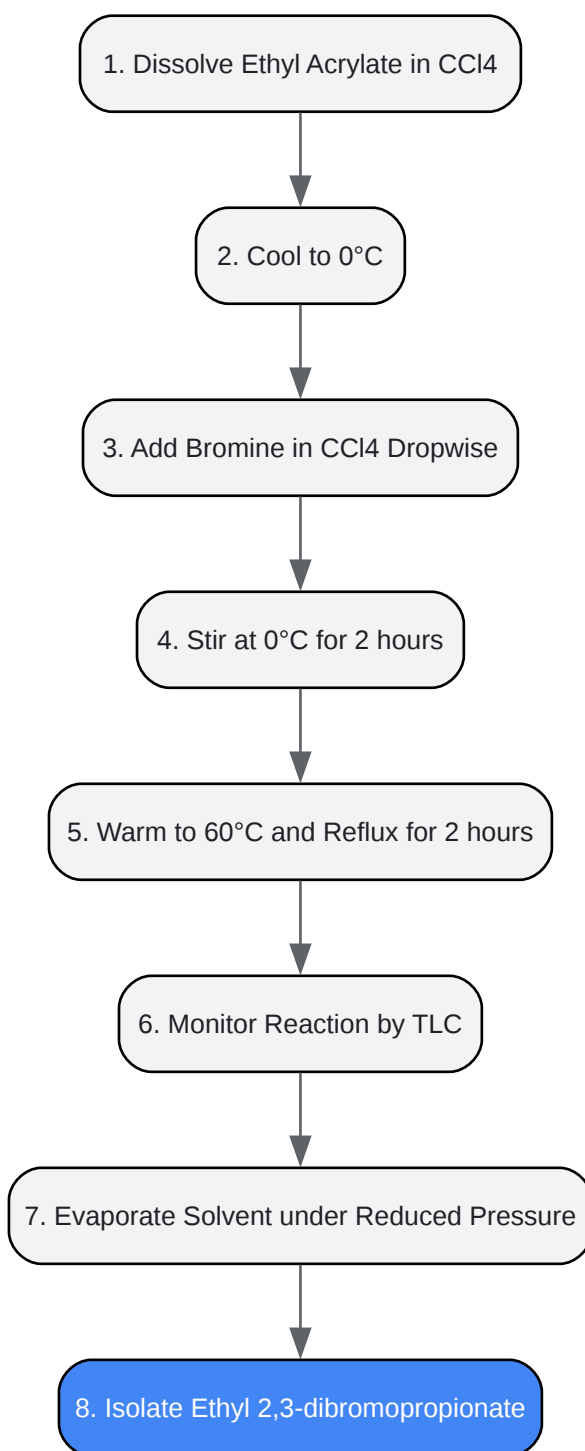 1. Dissolve Ethyl Acrylate in CCl4
2. Cool to 0°C
3. Add Bromine in CCl4 Dropwise
4. Stir at 0°C for 2 hours
5. Warm to 60°C and Reflux for 2 hours
6. Monitor Reaction by TLC
7. Evaporate Solvent under Reduced Pressure
8. Isolate Ethyl 2,3-dibromopropionate